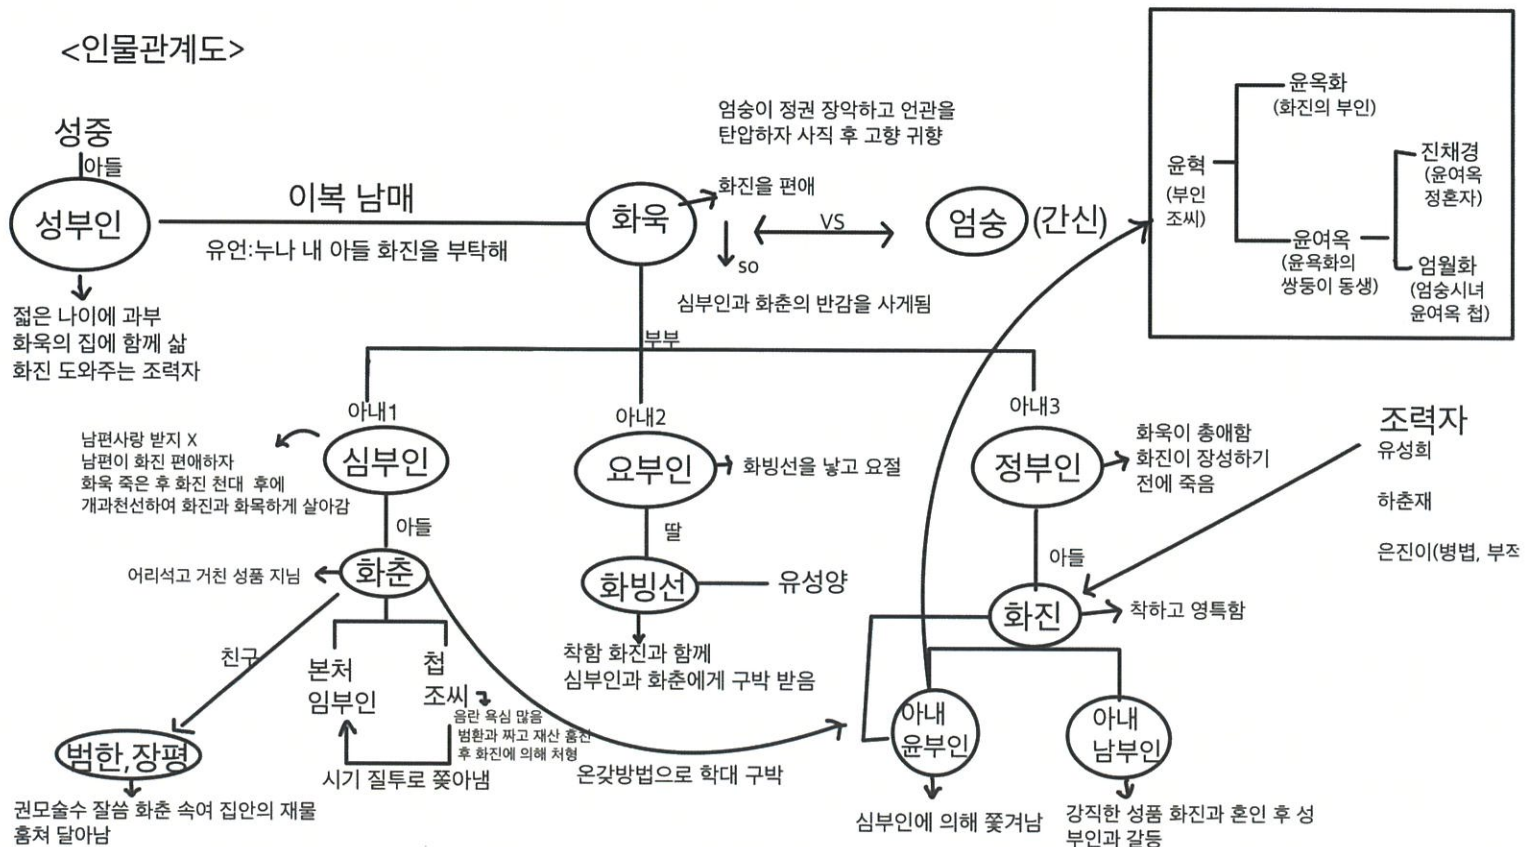 <인물관계도>
성중
아들
성부인
이복 남매
유언:누나 내 아들 화진을 부탁해
젊은 나이에 과부
화욱의 집에 함께 삶
화진 도와주는 조력자
화욱
엄숭이 정권 장악하고 언관을
탄압하자 사직 후 고향 귀향
화진을 편애
so
심부인과 화춘의 반감을 사게됨
VS
엄숭 (간신)
윤혁
(부인
조씨)
윤옥화
(화진의 부인)
윤여옥
(윤욕화의
쌍둥이 동생)
진채경
(윤여옥
정혼자)
엄월화
(엄숭시녀
윤여옥 첩)
부부
아내1
심부인
남편사랑 받지 X
남편이 화진 편애하자
화욱 죽은 후 화진 천대 후에
개과천선하여 화진과 화목하게 살아감
아내2
요부인
화빙선을 낳고 요절
아내3
정부인
화욱이 총애함
화진이 장성하기
전에 죽음
조력자
유성희
하춘재
은진이(병볍, 부적
아들
화춘
어리석고 거친 성품 지님
딸
화빙선
유성양
착함 화진과 함께
심부인과 화춘에게 구박 받음
아들
화진
착하고 영특함
친구
범한,장평
권모술수 잘씀 화춘 속여 집안의 재물
훔쳐 달아남
본처
임부인
첩
조씨
음란 욕심 많음
범환과 짜고 재산 훔친
후 화진에 의해 처형
시기 질투로 쫒아냄
온갖방법으로 학대 구박
아내
윤부인
심부인에 의해 쫓겨남
아내
남부인
강직한 성품 화진과 혼인 후 성
부인과 갈등